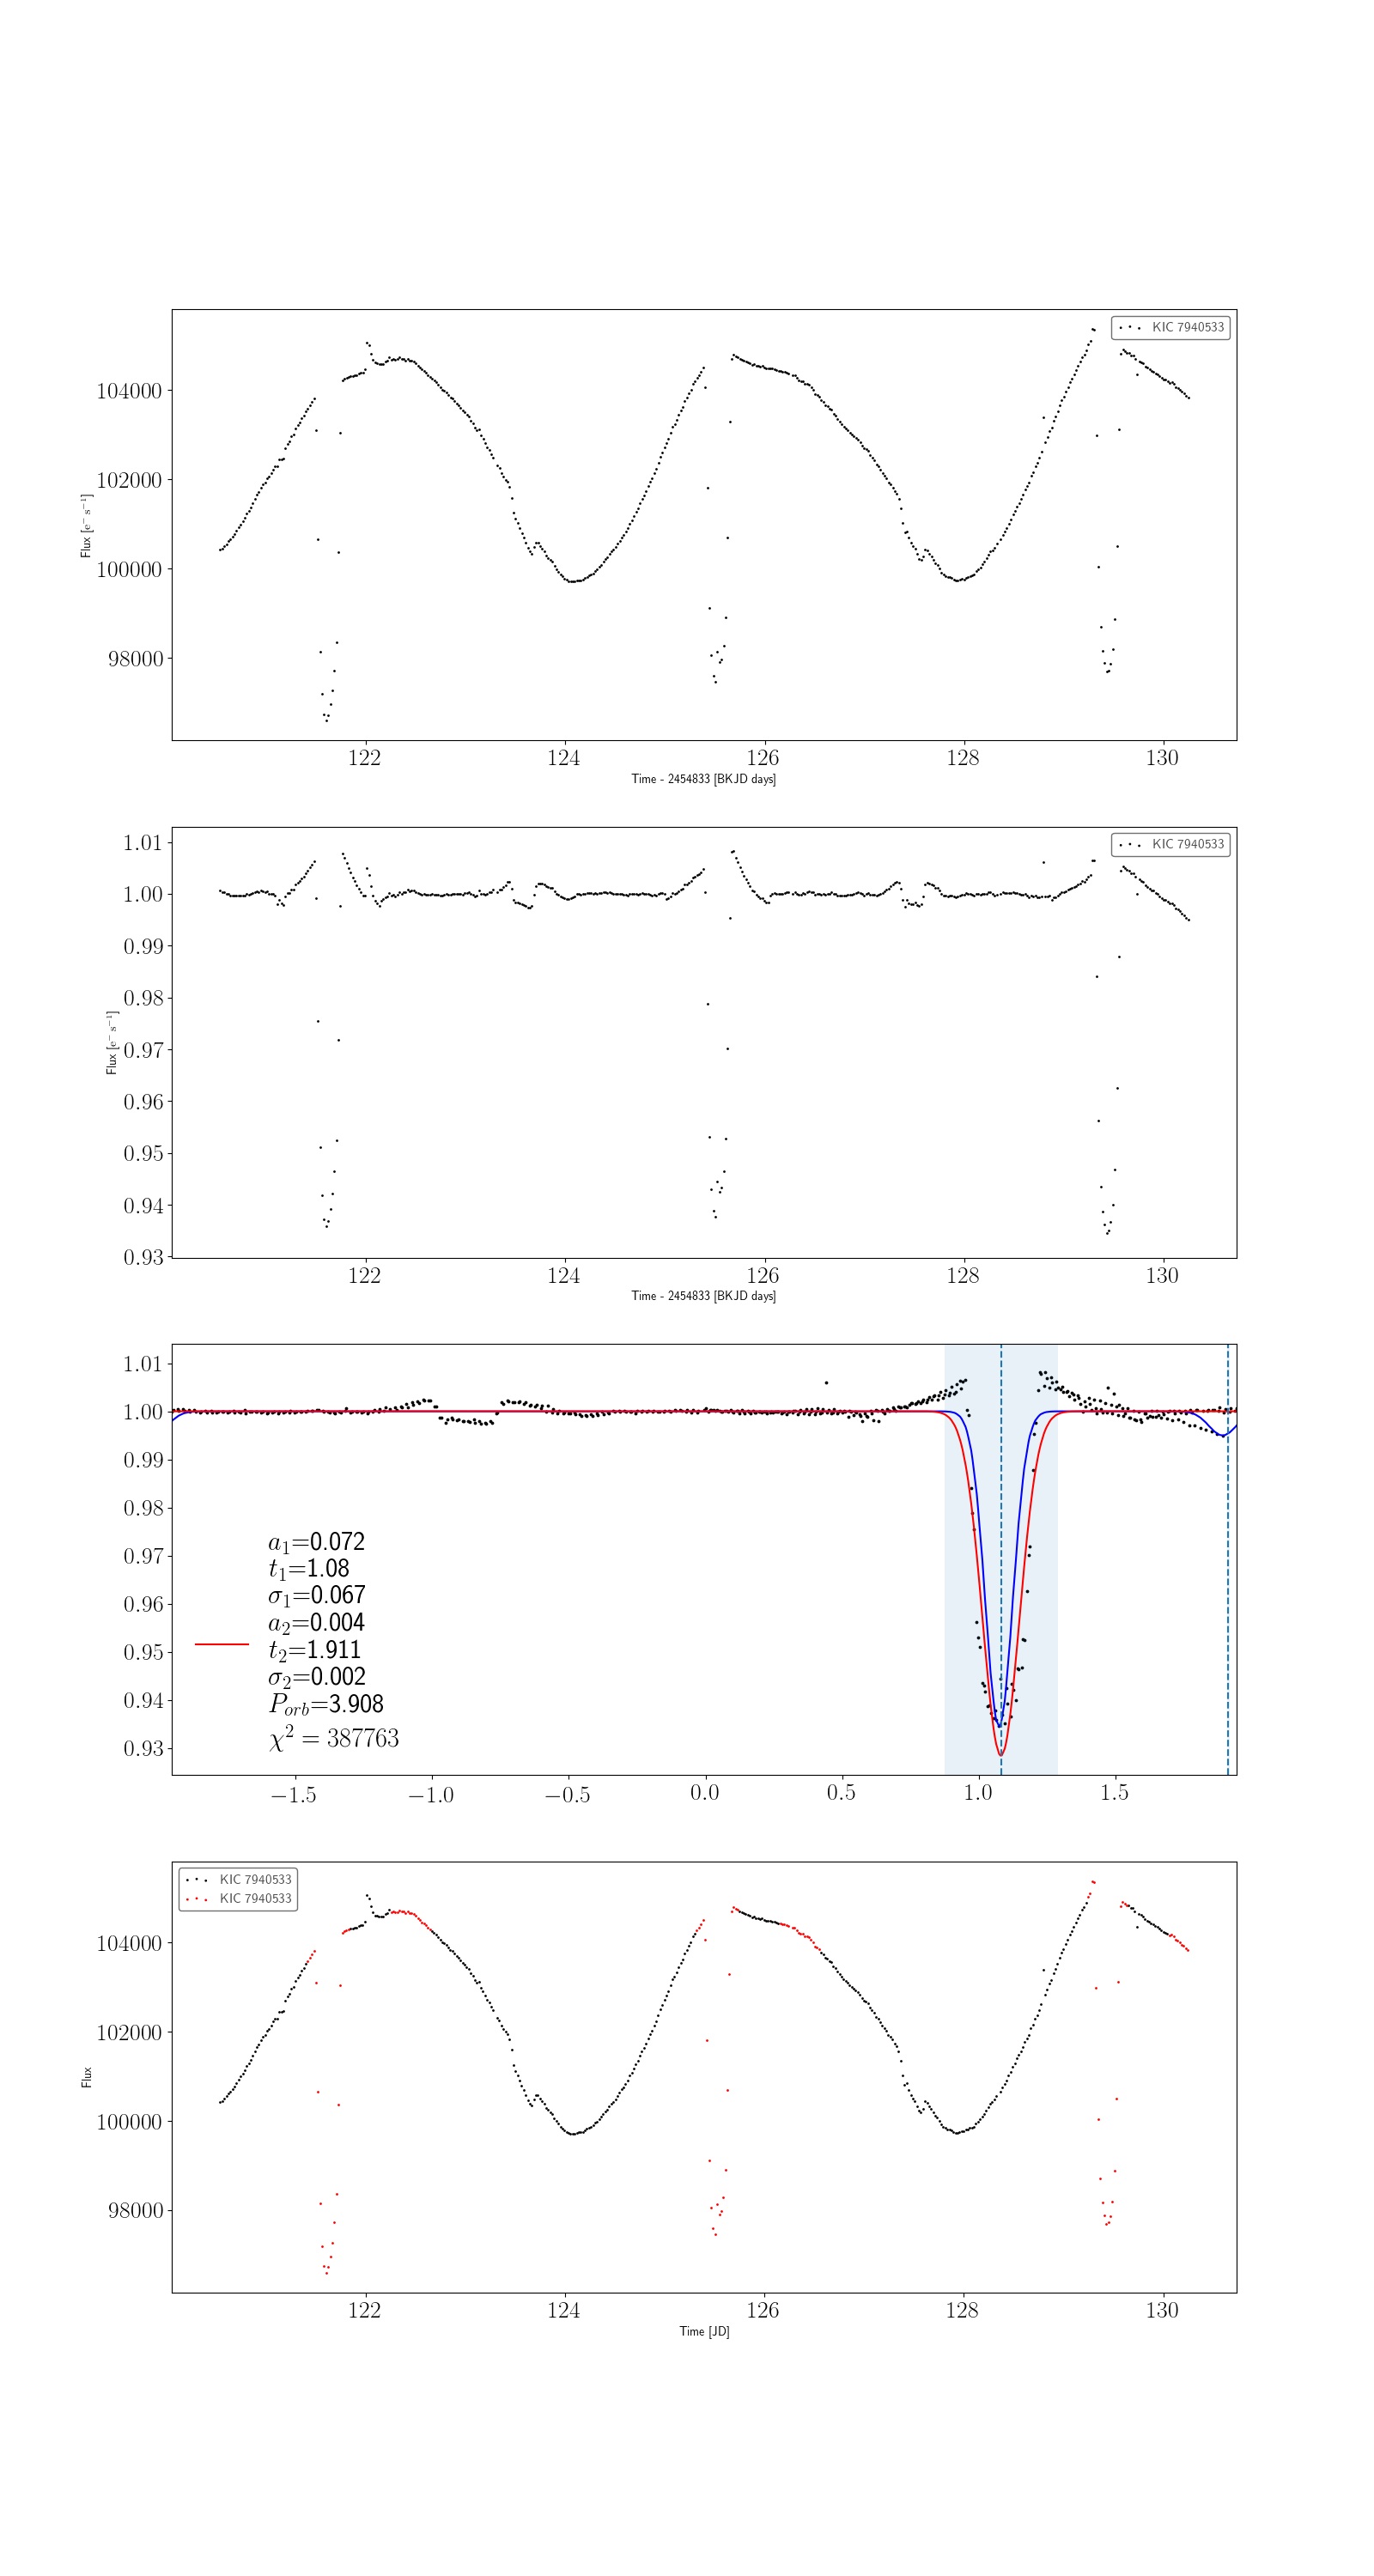 KIC 7940533
104000
102000
100000
98000
Flux [e⁻ s⁻¹]
122 124 126 128 130
Time - 2454833 [BKJD days]
KIC 7940533
1.01
1.00
0.99
0.98
0.97
0.96
0.95
0.94
0.93
Flux [e⁻ s⁻¹]
122 124 126 128 130
Time - 2454833 [BKJD days]
1.01
1.00
0.99
0.98
0.97
0.96
0.95
0.94
0.93
a₁=0.072
t₁=1.08
σ₁=0.067
a₂=0.004
t₂=1.911
σ₂=0.002
Pₒᵣb=3.908
χ² = 387763
−1.5 −1.0 −0.5 0.0 0.5 1.0 1.5
KIC 7940533
KIC 7940533
104000
102000
100000
98000
Flux
122 124 126 128 130
Time [JD]